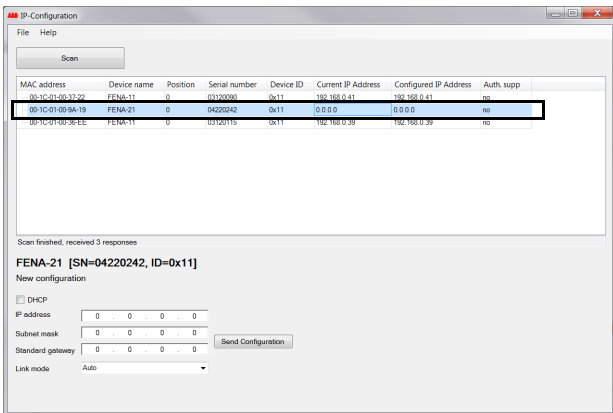 ABB IP-Configuration
File Help
Scan
MAC address Device name Position Serial number Device ID Current IP Address Configured IP Address Auth. supp
00-1C-01-00-37-22 FENA-11 0 03120090 0x11 192.168.0.41 192.168.0.41 no
00-1C-01-00-9A-19 FENA-21 0 04220242 0x11 0.0.0.0 0.0.0.0 no
00-1C-01-00-36-EE FENA-11 0 03120115 0x11 192.168.0.39 192.168.0.39 no
Scan finished, received 3 responses
FENA-21 [SN=04220242, ID=0x11]
New configuration
DHCP
IP address 0 . 0 . 0 . 0
Subnet mask 0 . 0 . 0 . 0
Send Configuration
Standard gateway 0 . 0 . 0 . 0
Link mode Auto